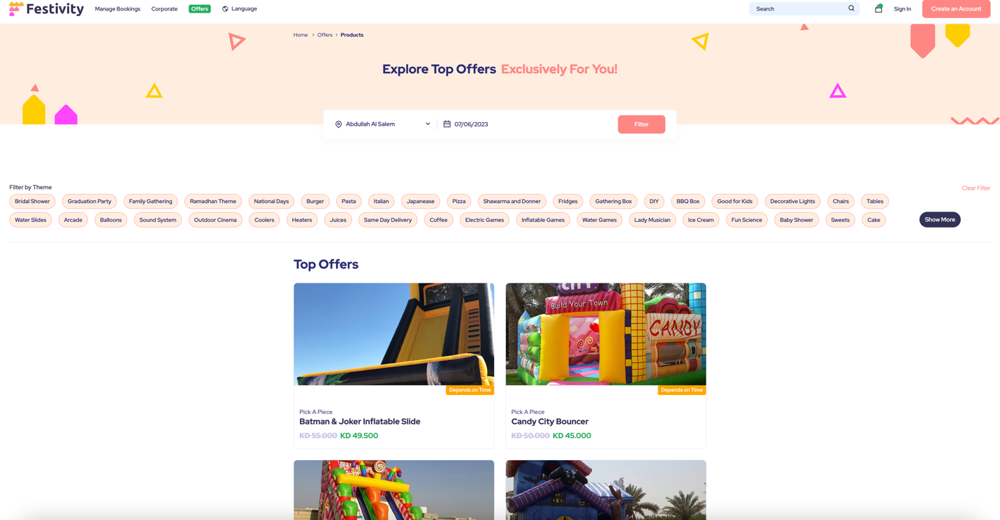 Festivity Manage Bookings Corporate Offers Language Search Sign In Create an Account
Home > Offers > Products
Explore Top Offers Exclusively For You!
Abdullah Al Salem 07/06/2023 Filter
Filter by Theme Clear Filter
Bridal Shower Graduation Party Family Gathering Ramadhan Theme National Days Burger Pasta Italian Japanease Pizza Shawarma and Donner Fridges Gathering Box DIY BBQ Box Good for Kids Decorative Lights Chairs Tables
Water Slides Arcade Balloons Sound System Outdoor Cinema Coolers Heaters Juices Same Day Delivery Coffee Electric Games Inflatable Games Water Games Lady Musician Ice Cream Fun Science Baby Shower Sweets Cake Show More
Top Offers
CITY
Build Your Town
CANDY
Depends on Time Depends on Time
Pick A Piece Pick A Piece
Batman & Joker Inflatable Slide Candy City Bouncer
KD 55.000 KD 49.500 KD 50.000 KD 45.000